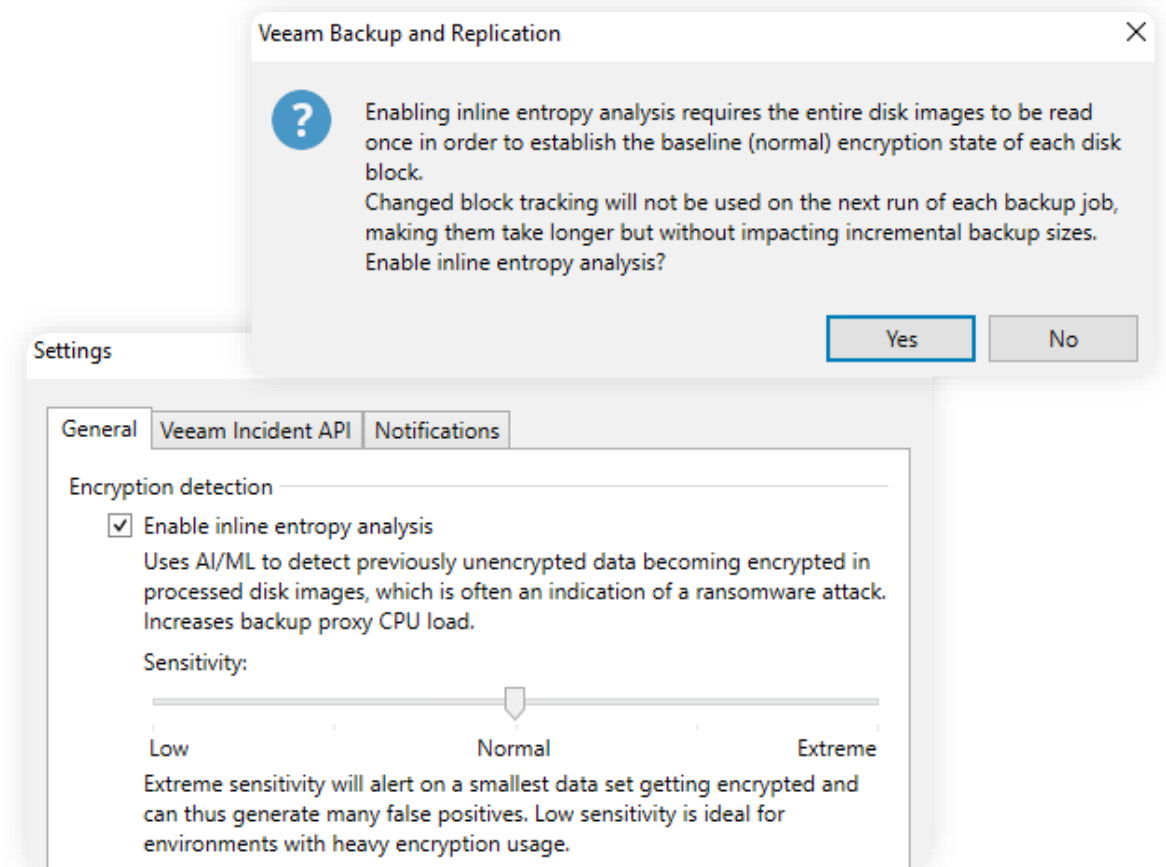 Veeam Backup and Replication
Enabling inline entropy analysis requires the entire disk images to be read
once in order to establish the baseline (normal) encryption state of each disk
block.
Changed block tracking will not be used on the next run of each backup job,
making them take longer but without impacting incremental backup sizes.
Enable inline entropy analysis?
Yes No
Settings
General Veeam Incident API Notifications
Encryption detection
Enable inline entropy analysis
Uses AI/ML to detect previously unencrypted data becoming encrypted in
processed disk images, which is often an indication of a ransomware attack.
Increases backup proxy CPU load.
Sensitivity:
Low Normal Extreme
Extreme sensitivity will alert on a smallest data set getting encrypted and
can thus generate many false positives. Low sensitivity is ideal for
environments with heavy encryption usage.